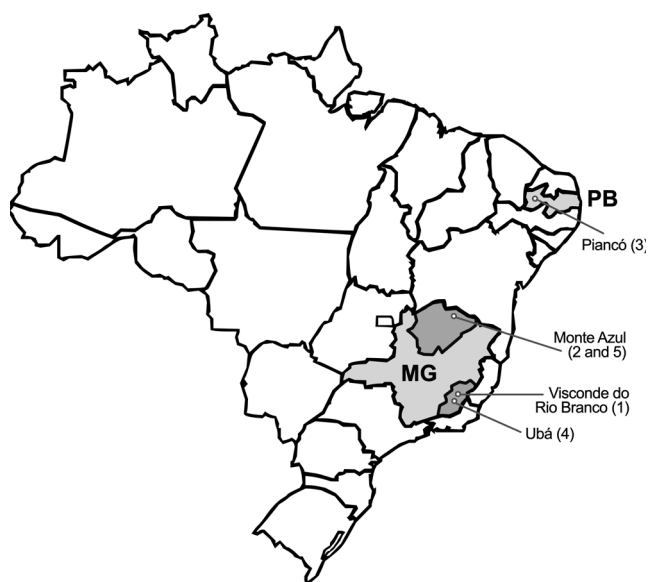 PB
Piancó (3)
Monte Azul
(2 and 5)
MG
Visconde do
Rio Branco (1)
Ubá (4)